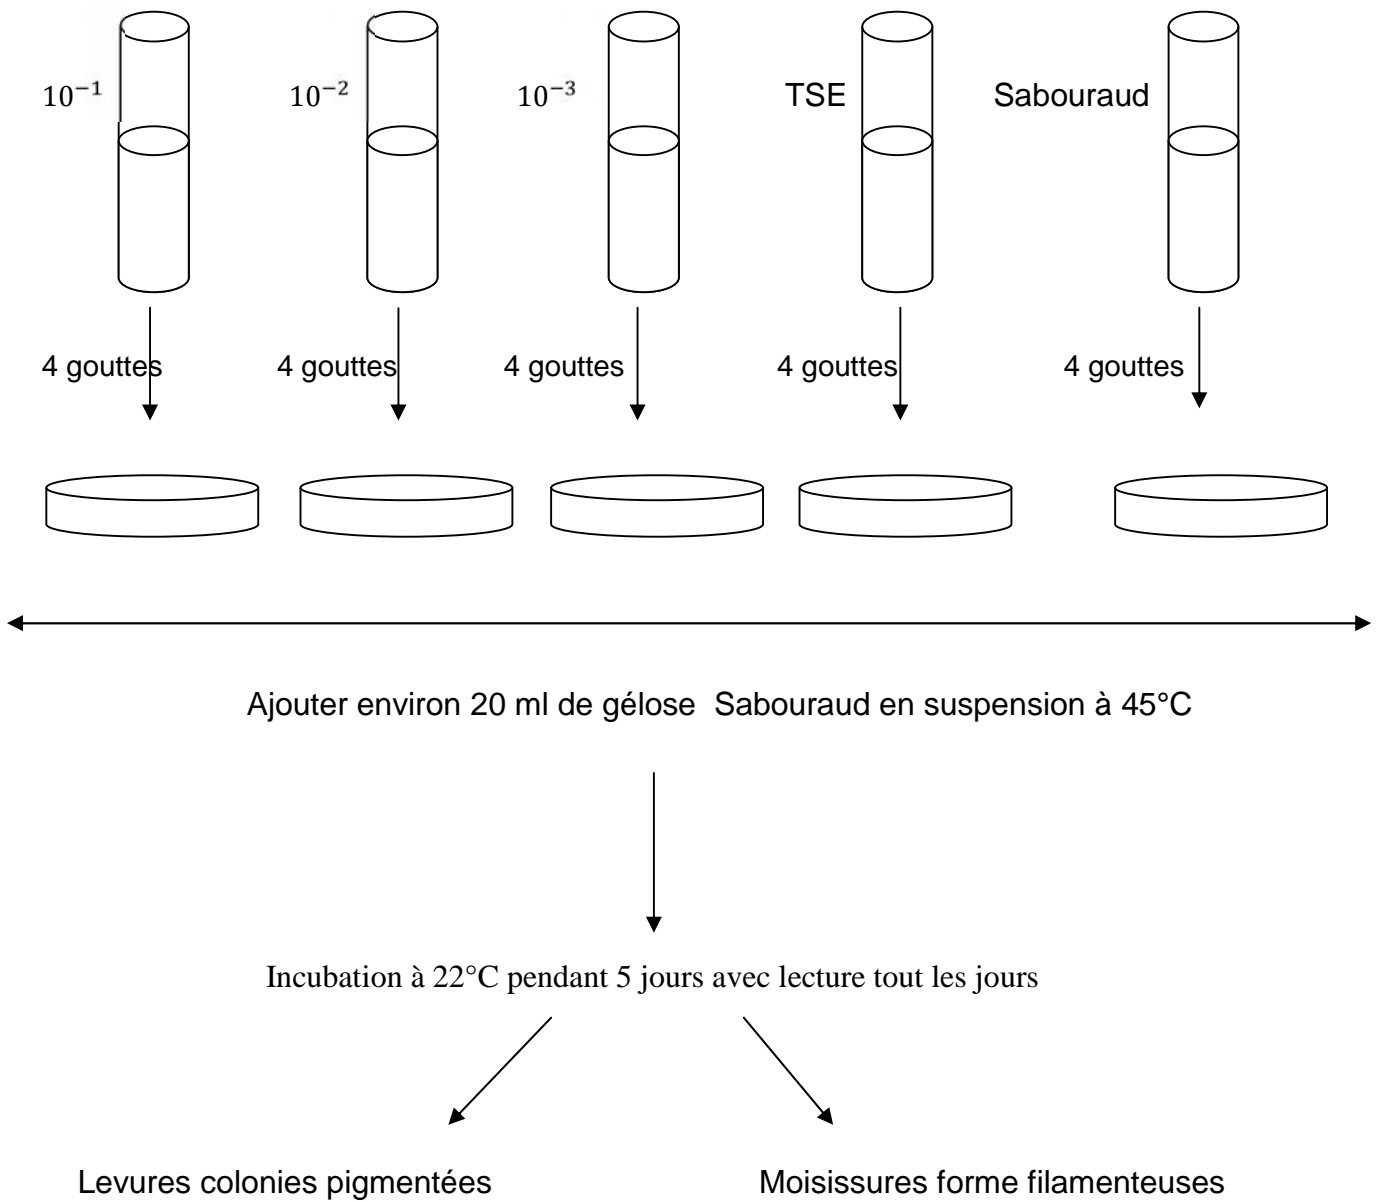 10⁻¹ 10⁻² 10⁻³ TSE Sabouraud
4 gouttes 4 gouttes 4 gouttes 4 gouttes 4 gouttes
Ajouter environ 20 ml de gélose Sabouraud en suspension à 45°C
Incubation à 22°C pendant 5 jours avec lecture tout les jours
Levures colonies pigmentées Moisissures forme filamenteuses